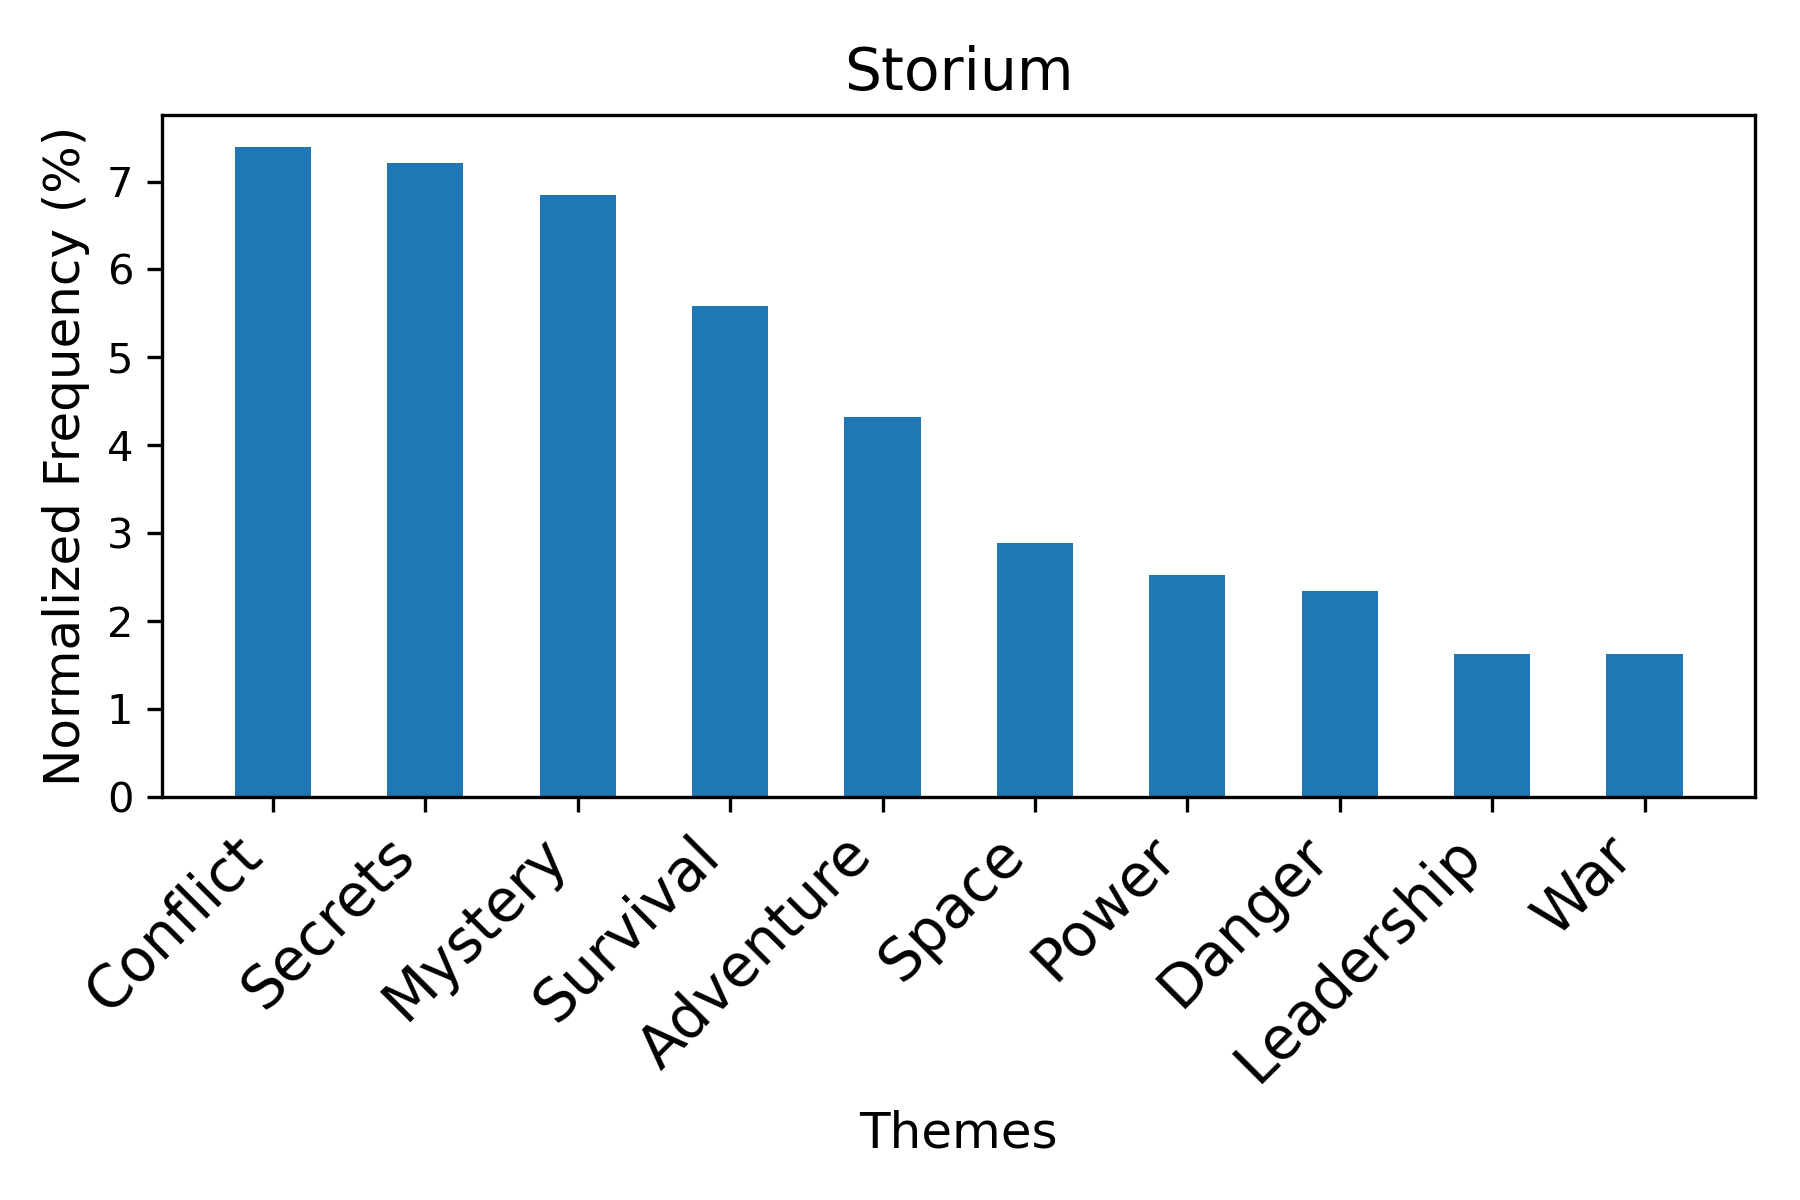 Storium
Normalized Frequency (%)
7
6
5
4
3
2
1
0
Conflict
Secrets
Mystery
Survival
Adventure
Space
Power
Danger
Leadership
War
Themes